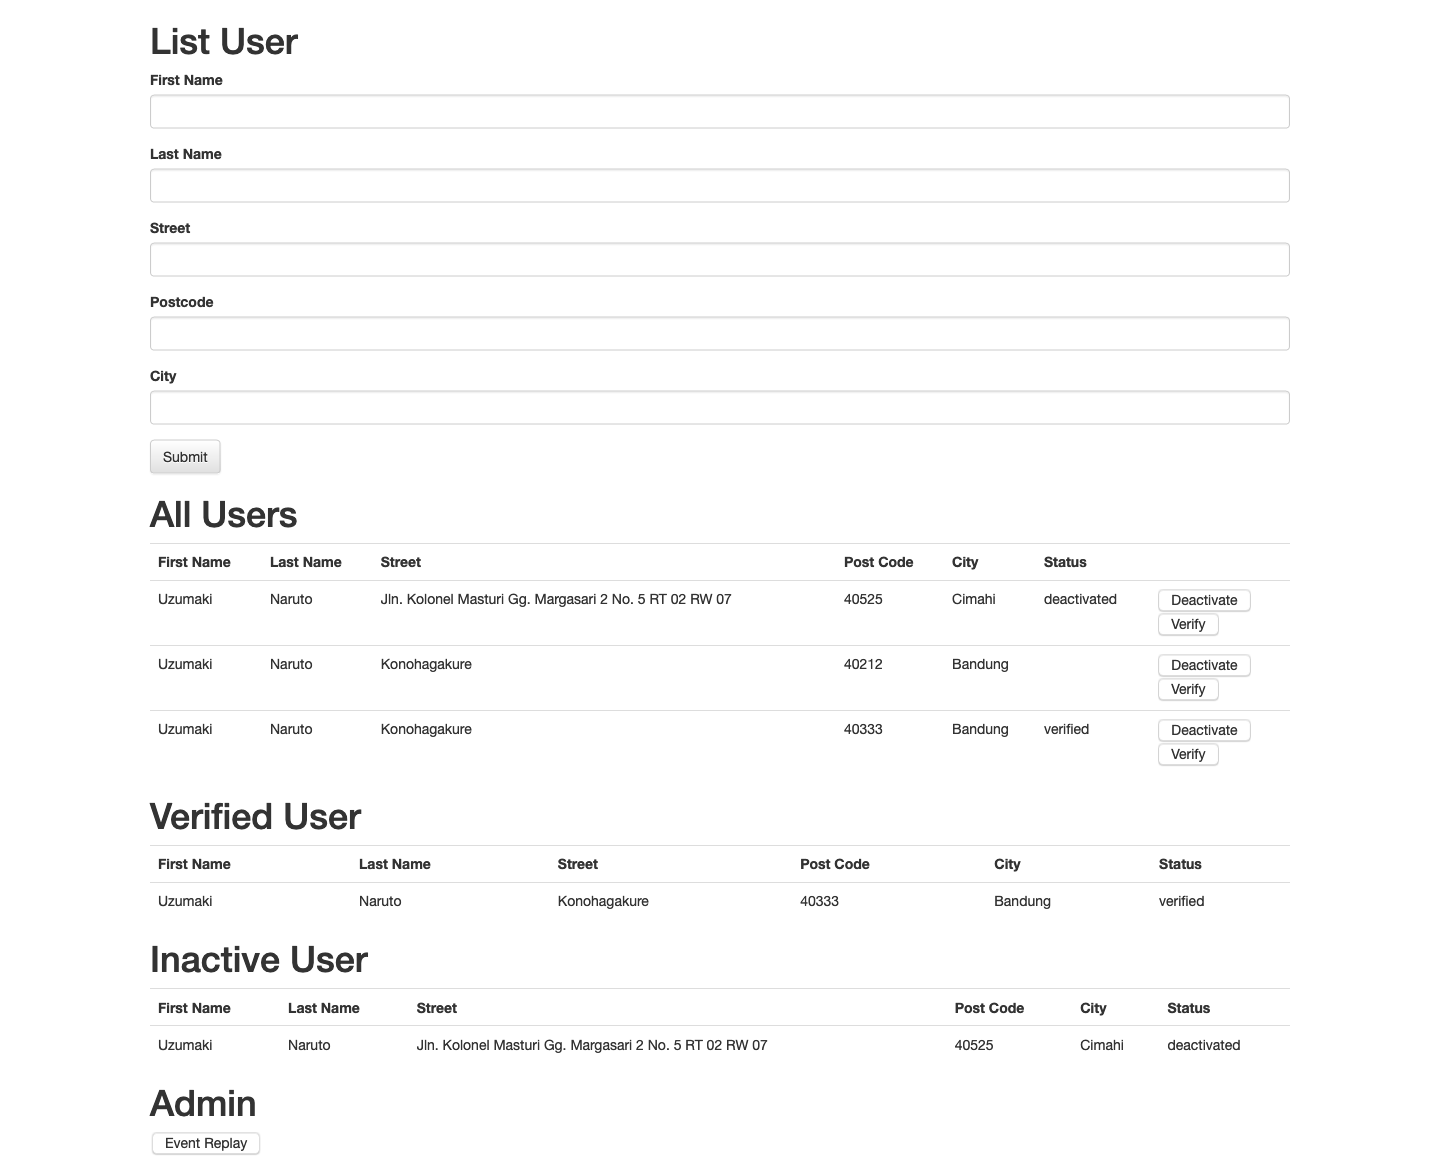 List User
First Name
Last Name
Street
Postcode
City
Submit
All Users
First Name Last Name Street Post Code City Status
Uzumaki Naruto Jln. Kolonel Masturi Gg. Margasari 2 No. 5 RT 02 RW 07 40525 Cimahi deactivated Deactivate
Verify
Uzumaki Naruto Konohagakure 40212 Bandung Deactivate
Verify
Uzumaki Naruto Konohagakure 40333 Bandung verified Deactivate
Verify
Verified User
First Name Last Name Street Post Code City Status
Uzumaki Naruto Konohagakure 40333 Bandung verified
Inactive User
First Name Last Name Street Post Code City Status
Uzumaki Naruto Jln. Kolonel Masturi Gg. Margasari 2 No. 5 RT 02 RW 07 40525 Cimahi deactivated
Admin
Event Replay